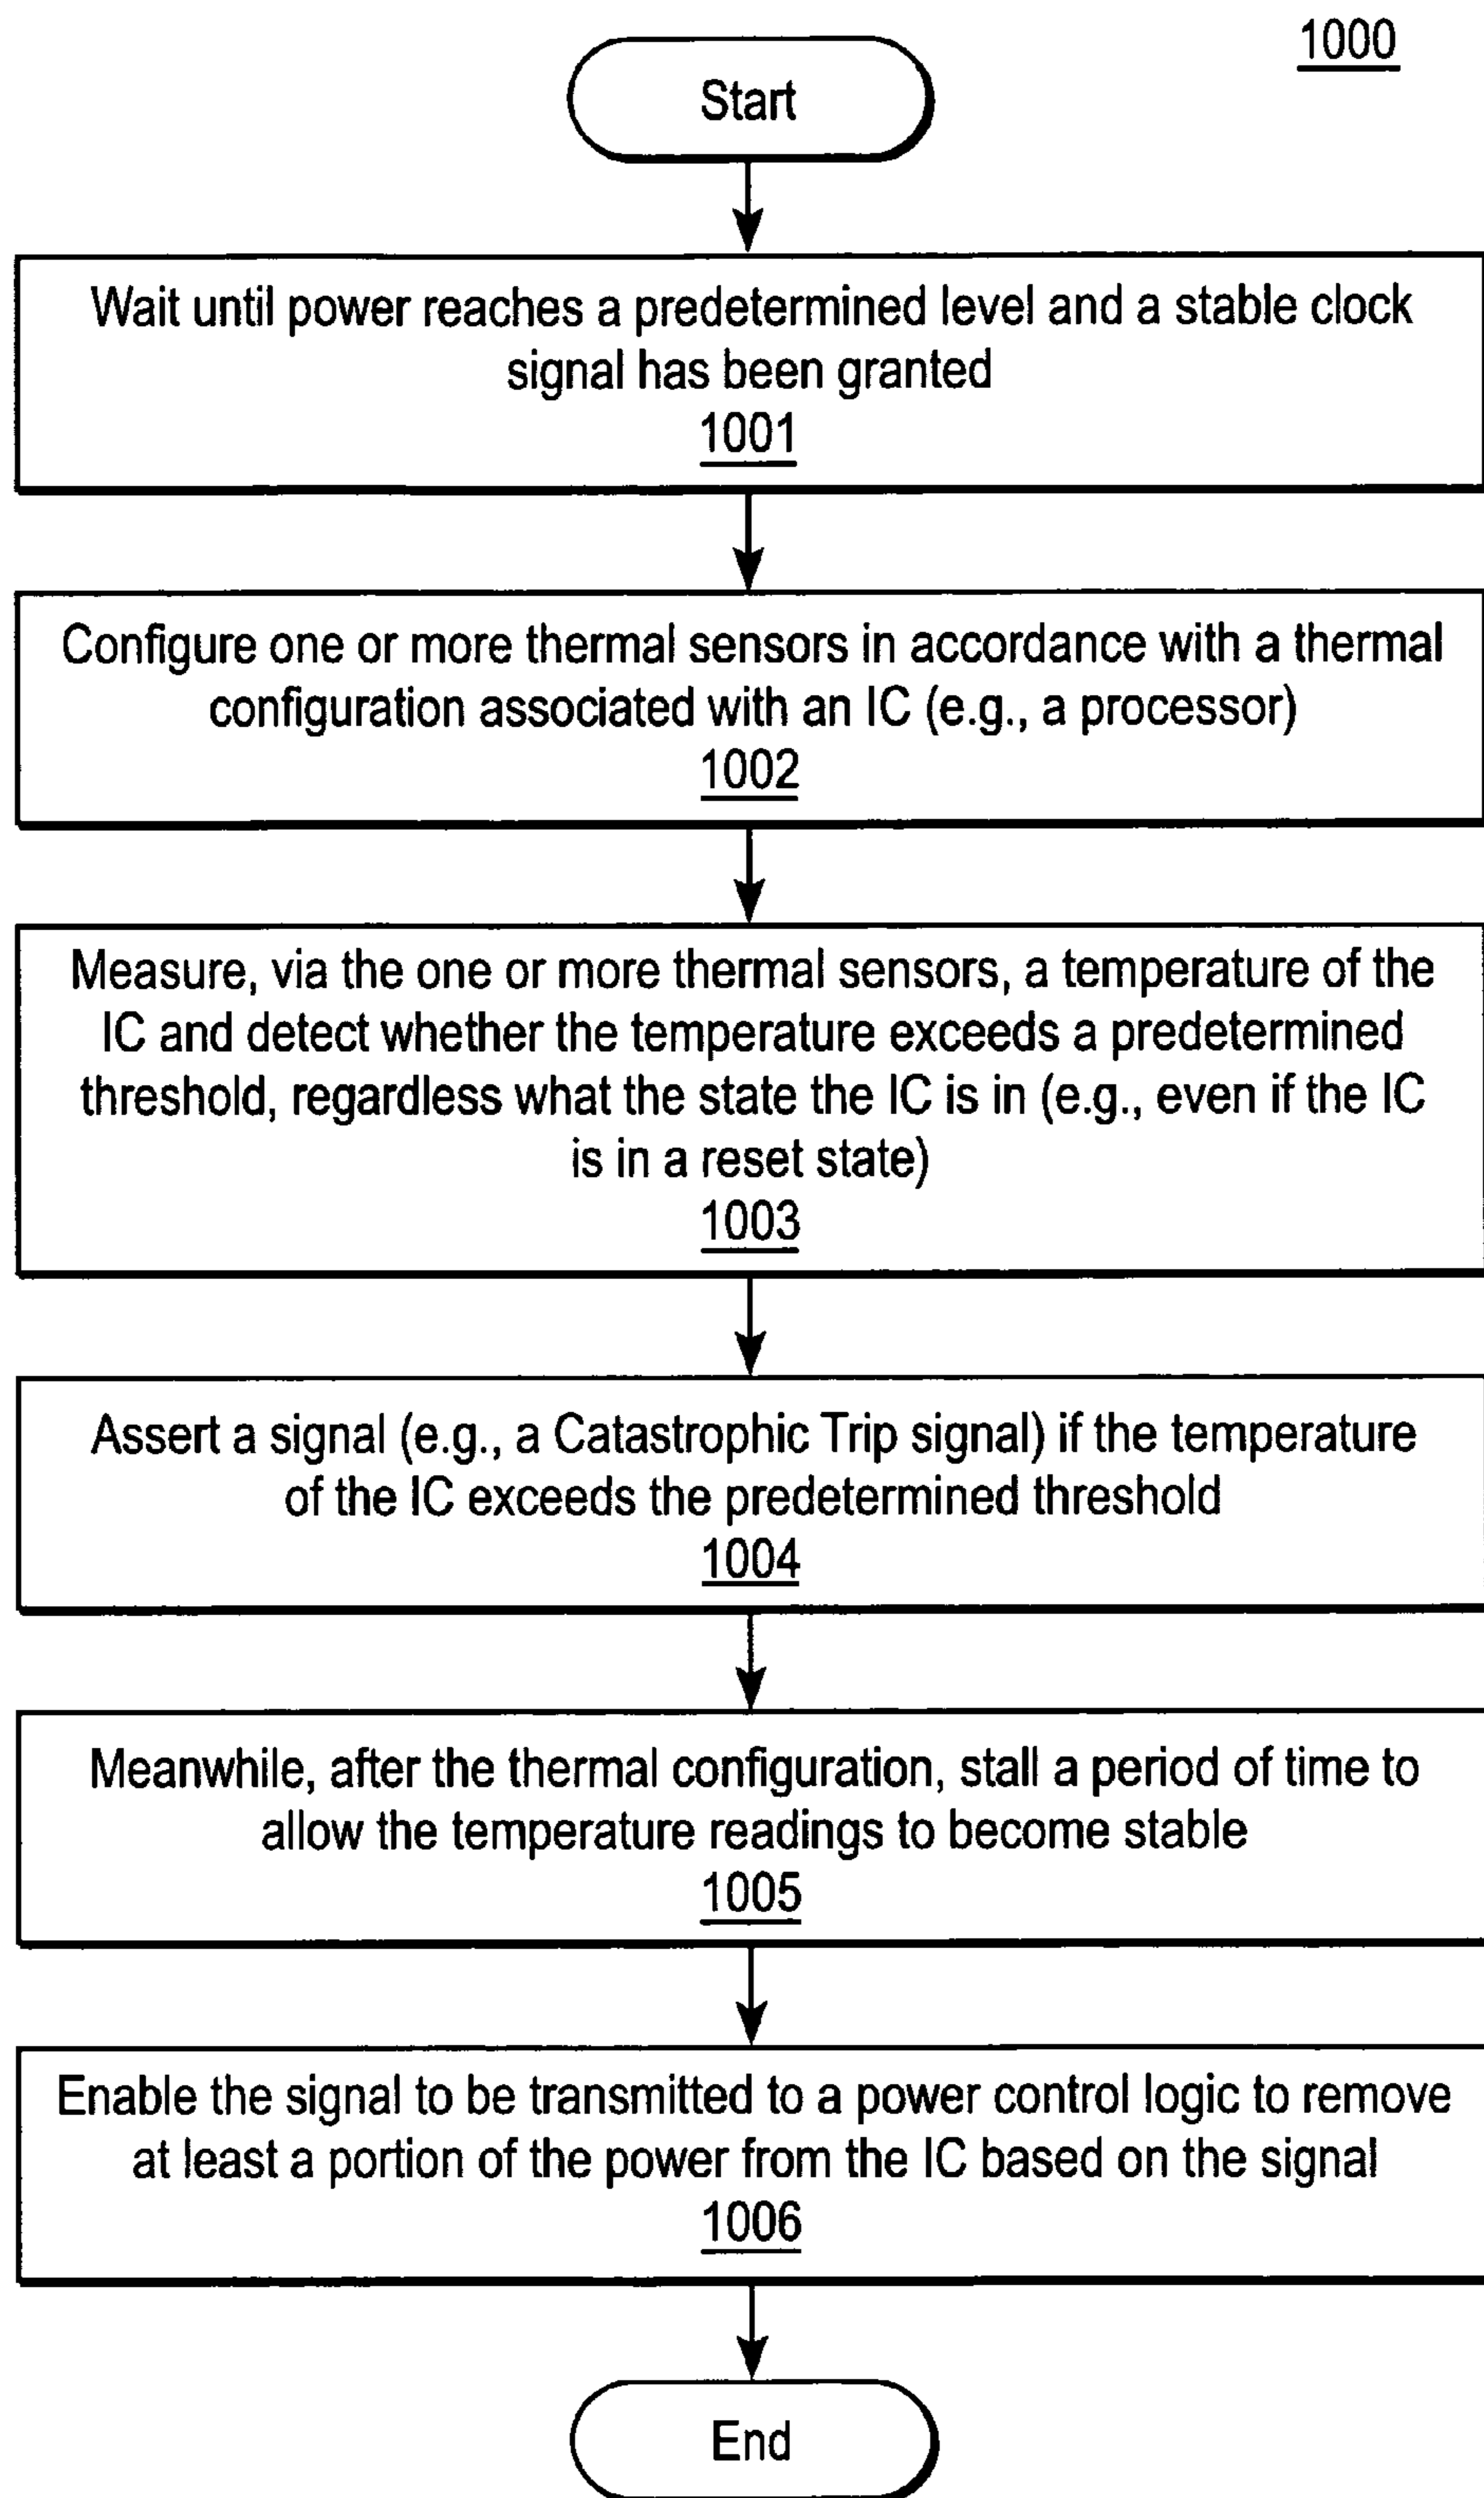 1000
Start
Wait until power reaches a predetermined level and a stable clock
signal has been granted
1001
Configure one or more thermal sensors in accordance with a thermal
configuration associated with an IC (e.g., a processor)
1002
Measure, via the one or more thermal sensors, a temperature of the
IC and detect whether the temperature exceeds a predetermined
threshold, regardless what the state the IC is in (e.g., even if the IC
is in a reset state)
1003
Assert a signal (e.g., a Catastrophic Trip signal) if the temperature
of the IC exceeds the predetermined threshold
1004
Meanwhile, after the thermal configuration, stall a period of time to
allow the temperature readings to become stable
1005
Enable the signal to be transmitted to a power control logic to remove
at least a portion of the power from the IC based on the signal
1006
End